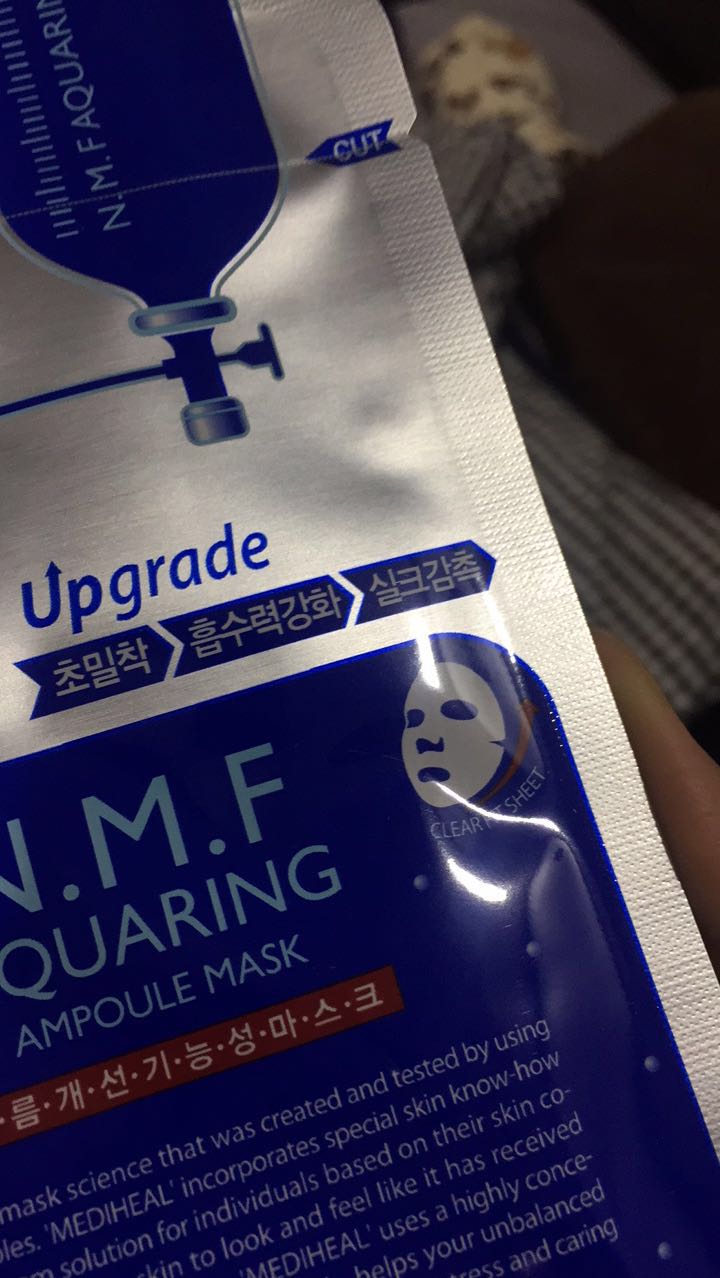 N.M.F AQUARIN
CUT
Upgrade
초밀착 흡수력강화 실크감촉
CLEAR FIT SHEET
N.M.F
QUARING
AMPOULE MASK
름·개·선·기·능·성·마·스·크
mask science that was created and tested by using
les. 'MEDIHEAL' incorporates special skin know-how
m solution for individuals based on their skin co-
skin to look and feel like it has received
'MEDIHEAL' uses a highly conce-
helps your unbalanced
tress and caring